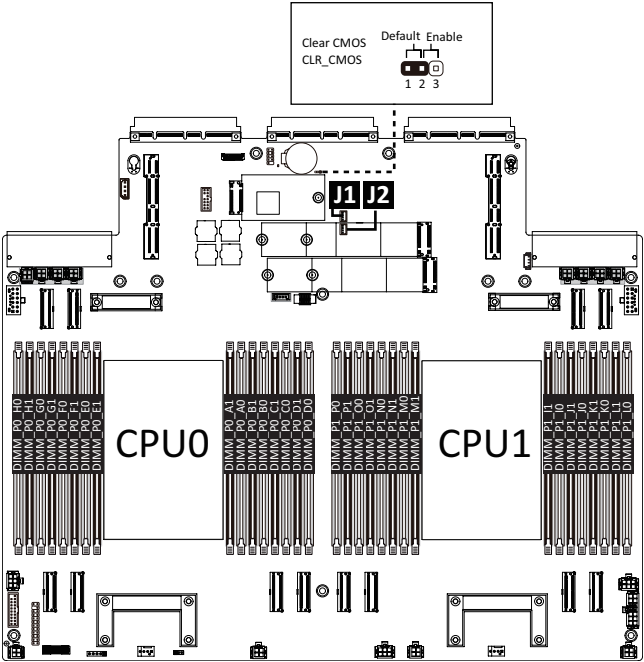 Clear CMOS
CLR_CMOS
Default Enable
1 2 3
J1 J2
DIMM_P0_H0
DIMM_P0_H1
DIMM_P0_G0
DIMM_P0_G1
DIMM_P0_F0
DIMM_P0_F1
DIMM_P0_E0
DIMM_P0_E1
CPU0
DIMM_P0_A1
DIMM_P0_A0
DIMM_P0_B1
DIMM_P0_B0
DIMM_P0_C1
DIMM_P0_C0
DIMM_P0_D1
DIMM_P0_D0
DIMM_P1_P0
DIMM_P1_P1
DIMM_P1_O0
DIMM_P1_O1
DIMM_P1_N0
DIMM_P1_N1
DIMM_P1_M0
DIMM_P1_M1
CPU1
DIMM_P1_I1
DIMM_P1_I0
DIMM_P1_J1
DIMM_P1_J0
DIMM_P1_K1
DIMM_P1_K0
DIMM_P1_L1
DIMM_P1_L0